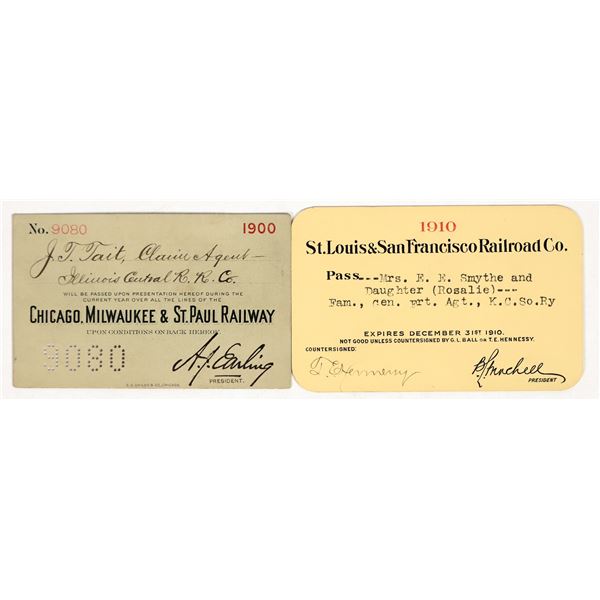 No. 9080 1900
J. T. Tait, Claim Agent —
Illinois Central R. R. Co.
WILL BE PASSED UPON PRESENTATION HEREOF DURING THE
CURRENT YEAR OVER ALL THE LINES OF THE
CHICAGO, MILWAUKEE & ST. PAUL RAILWAY
UPON CONDITIONS ON BACK HEREOF.
9080
A. J. Earling
PRESIDENT.
1910
St. Louis & San Francisco Railroad Co.
Pass---Mrs. E. E. Smythe and
Daughter (Rosalie)---
Fam., cen. prt. Agt., K.C.So.Ry
EXPIRES DECEMBER 31ST 1910.
NOT GOOD UNLESS COUNTERSIGNED BY G. L. BALL OR T. E. HENNESSY.
COUNTERSIGNED:
PRESIDENT